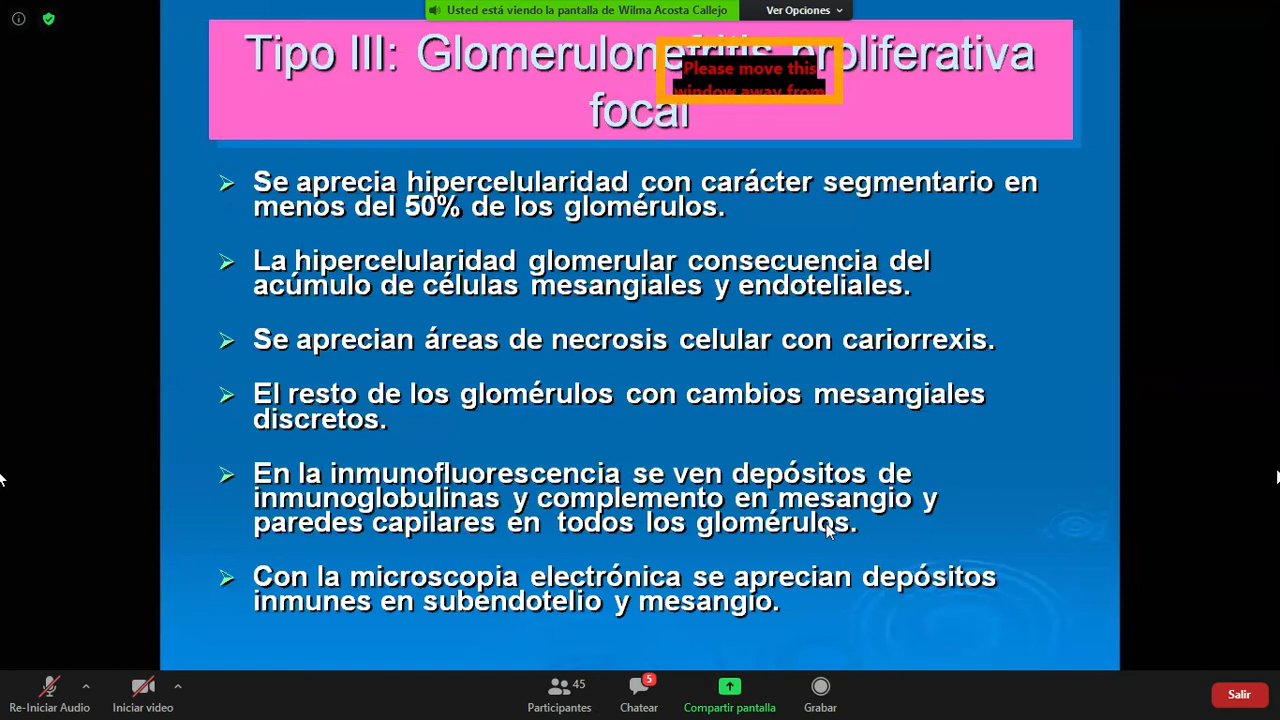 Usted está viendo la pantalla de Wilma Acosta Callejo
Ver Opciones
Tipo III: Glomerulonefritis proliferativa
focal
Please move this
window away from
Se aprecia hipercelularidad con carácter segmentario en
menos del 50% de los glomérulos.
La hipercelularidad glomerular consecuencia del
acúmulo de células mesangiales y endoteliales.
Se aprecian áreas de necrosis celular con cariorrexis.
El resto de los glomérulos con cambios mesangiales
discretos.
En la inmunofluorescencia se ven depósitos de
inmunoglobulinas y complemento en mesangio y
paredes capilares en todos los glomérulos.
Con la microscopia electrónica se aprecian depósitos
inmunes en subendotelio y mesangio.
Re-Iniciar Audio
Iniciar video
45
Participantes
5
Chatear
Compartir pantalla
Grabar
Salir